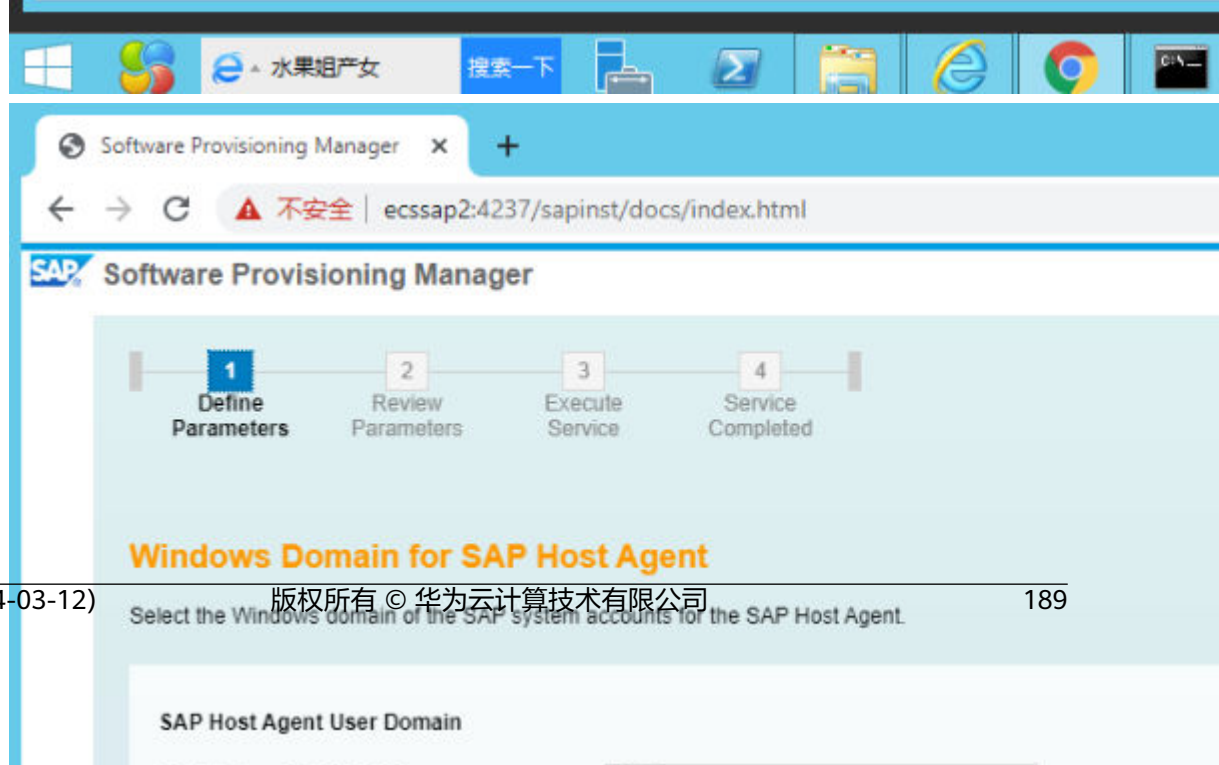 水果姐产女 搜索一下
C:\_
Software Provisioning Manager
不安全 | ecssap2:4237/sapinst/docs/index.html
SAP Software Provisioning Manager
1 2 3 4
Define Parameters
Review Parameters
Execute Service
Service Completed
Windows Domain for SAP Host Agent
4-03-12) 版权所有 © 华为云计算技术有限公司 189
Select the Windows domain of the SAP system accounts for the SAP Host Agent.
SAP Host Agent User Domain